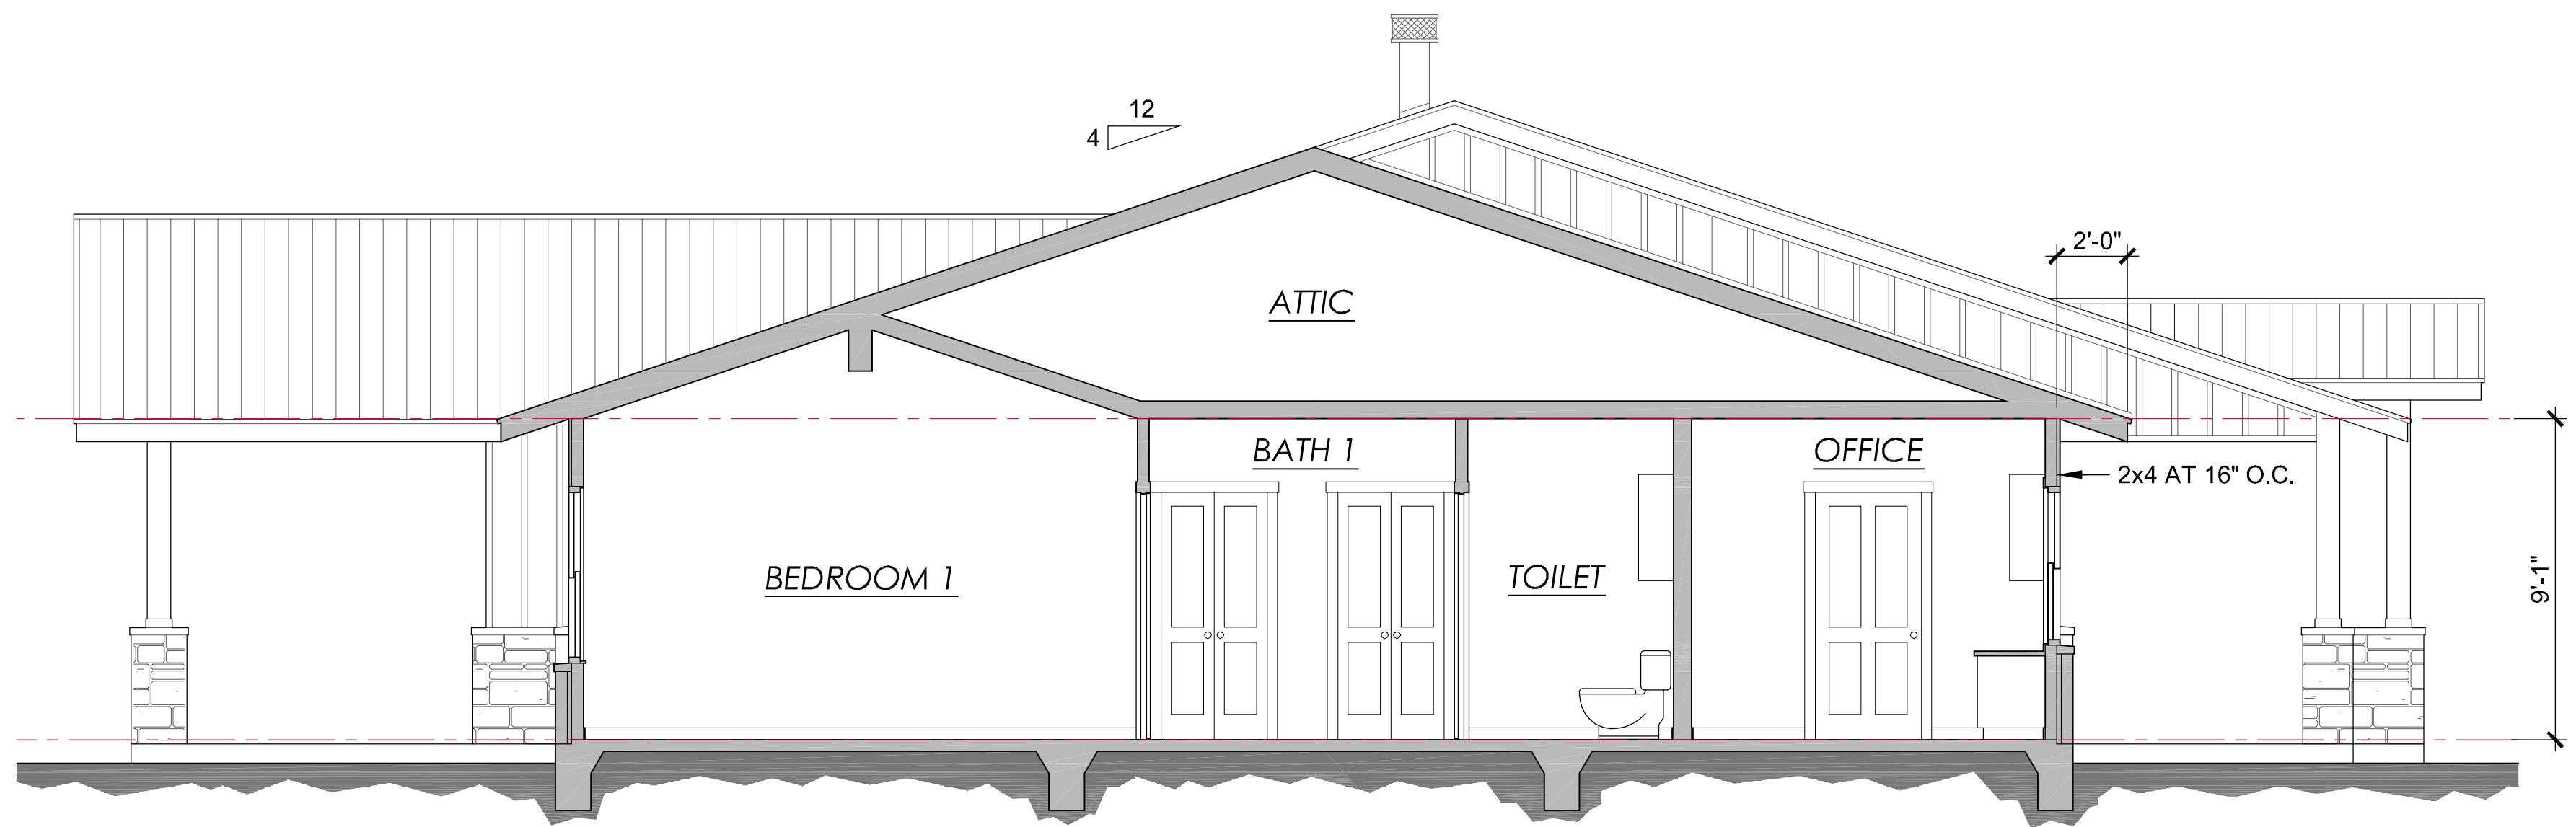 12
4
2'-0"
ATTIC
BATH 1
OFFICE
2x4 AT 16" O.C.
BEDROOM 1
TOILET
9'-1"